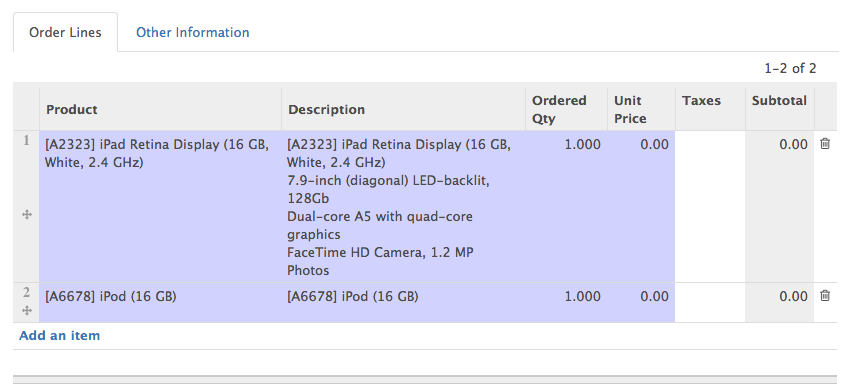 Order Lines Other Information
1-2 of 2
Product Description Ordered Qty Unit Price Taxes Subtotal
1 [A2323] iPad Retina Display (16 GB, [A2323] iPad Retina Display (16 GB, 1.000 0.00 0.00
White, 2.4 GHz) White, 2.4 GHz)
7.9-inch (diagonal) LED-backlit,
128Gb
Dual-core A5 with quad-core
graphics
FaceTime HD Camera, 1.2 MP
Photos
2 [A6678] iPod (16 GB) [A6678] iPod (16 GB) 1.000 0.00 0.00
Add an item